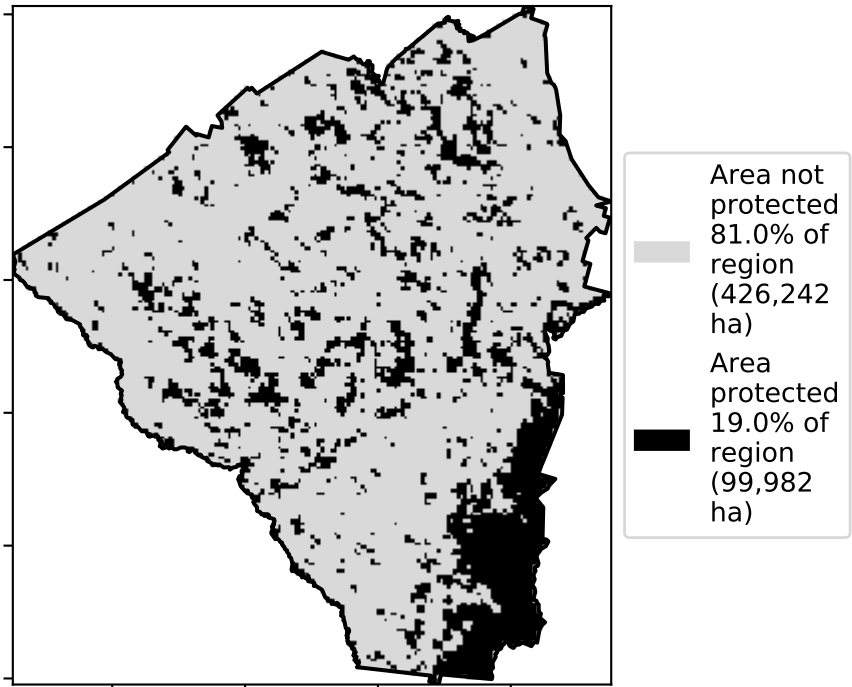 Area not
protected
81.0% of
region
(426,242
ha)
Area
protected
19.0% of
region
(99,982
ha)